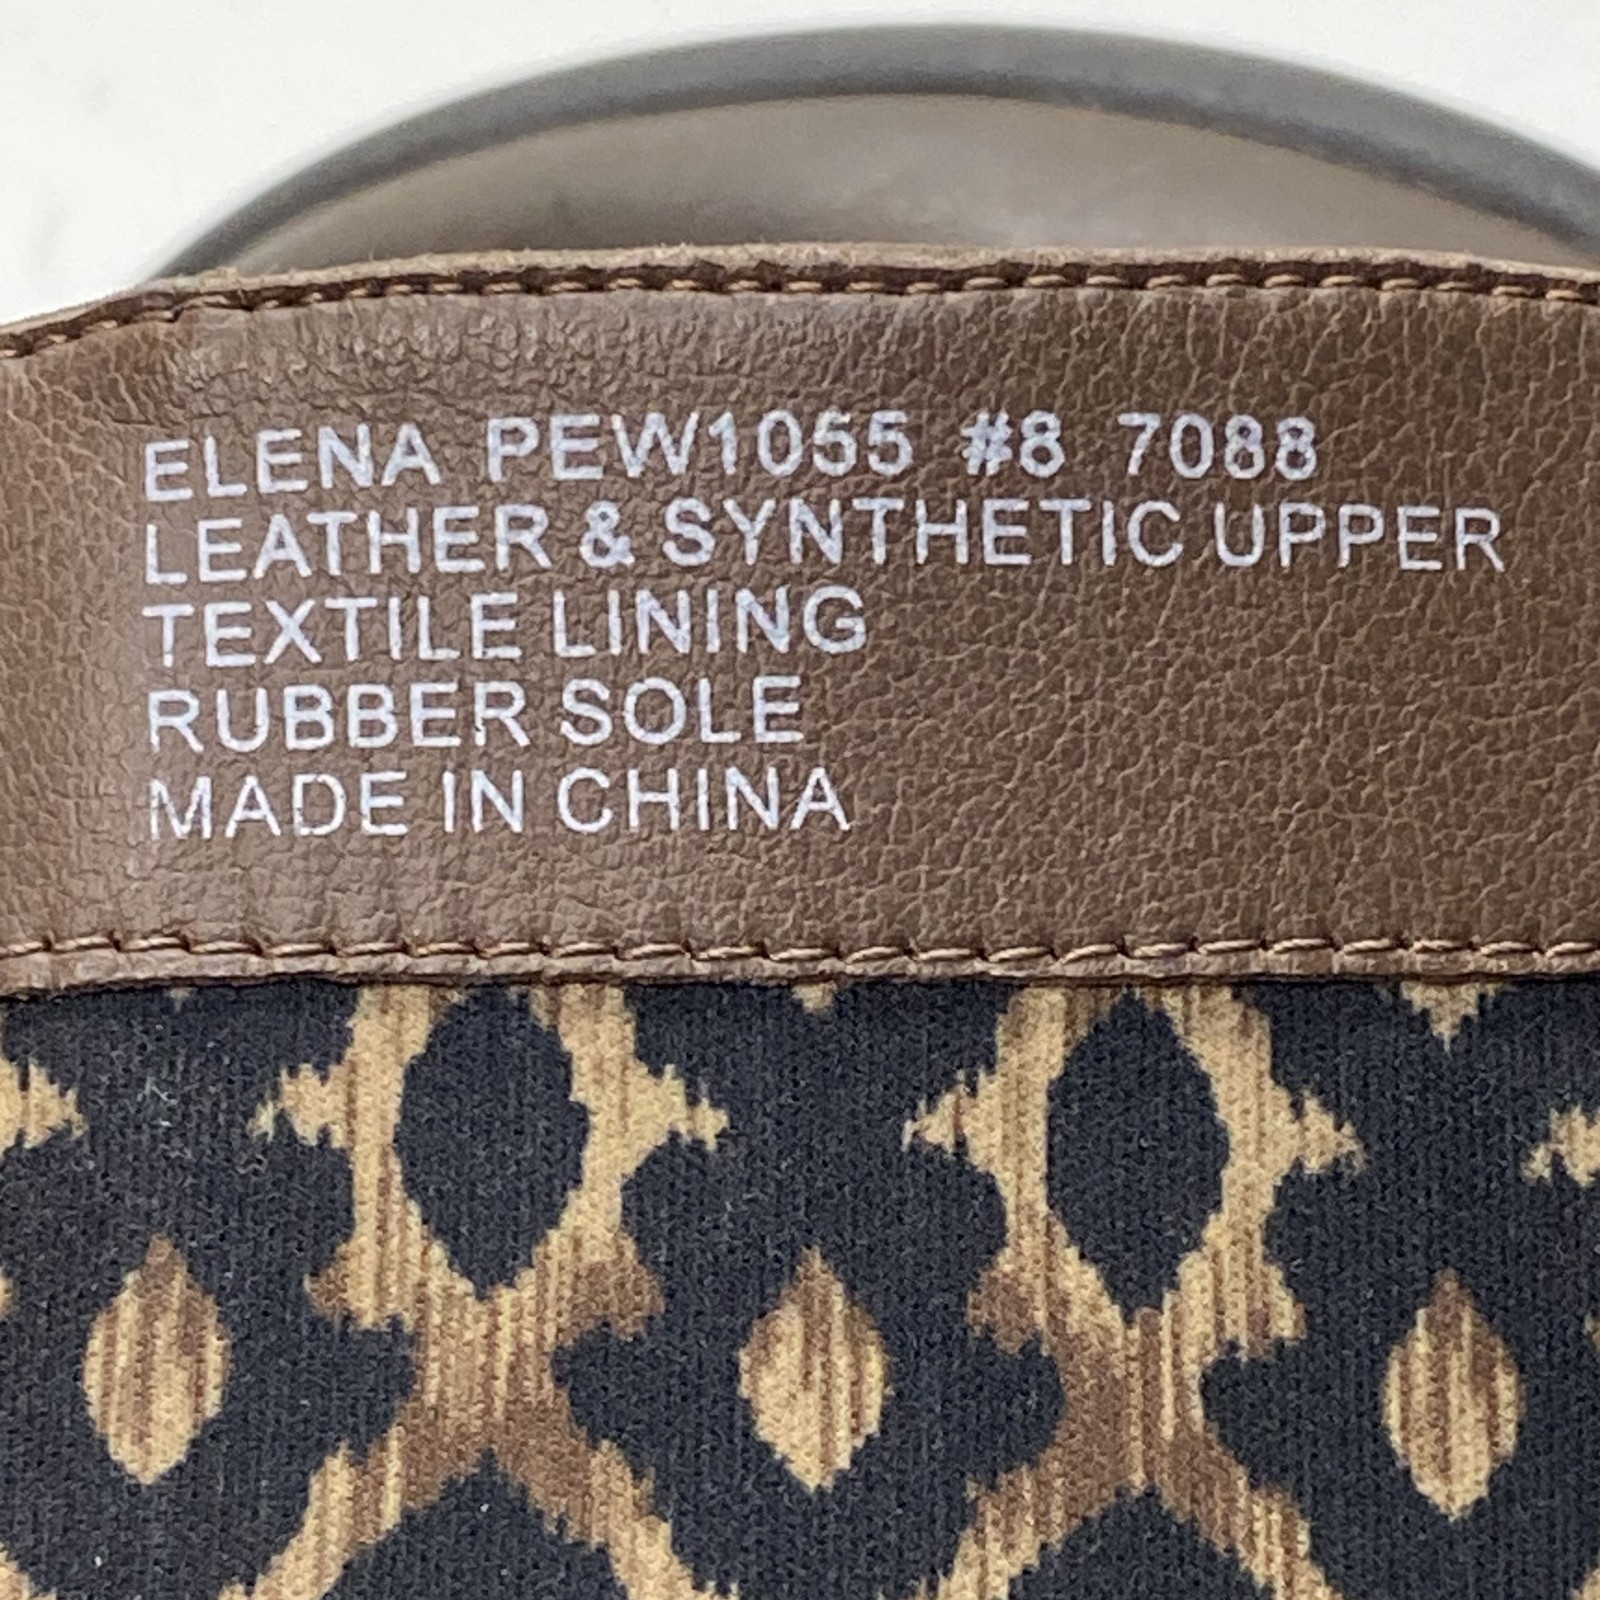 ELENA PEW1055 #8 7088
LEATHER & SYNTHETIC UPPER
TEXTILE LINING
RUBBER SOLE
MADE IN CHINA